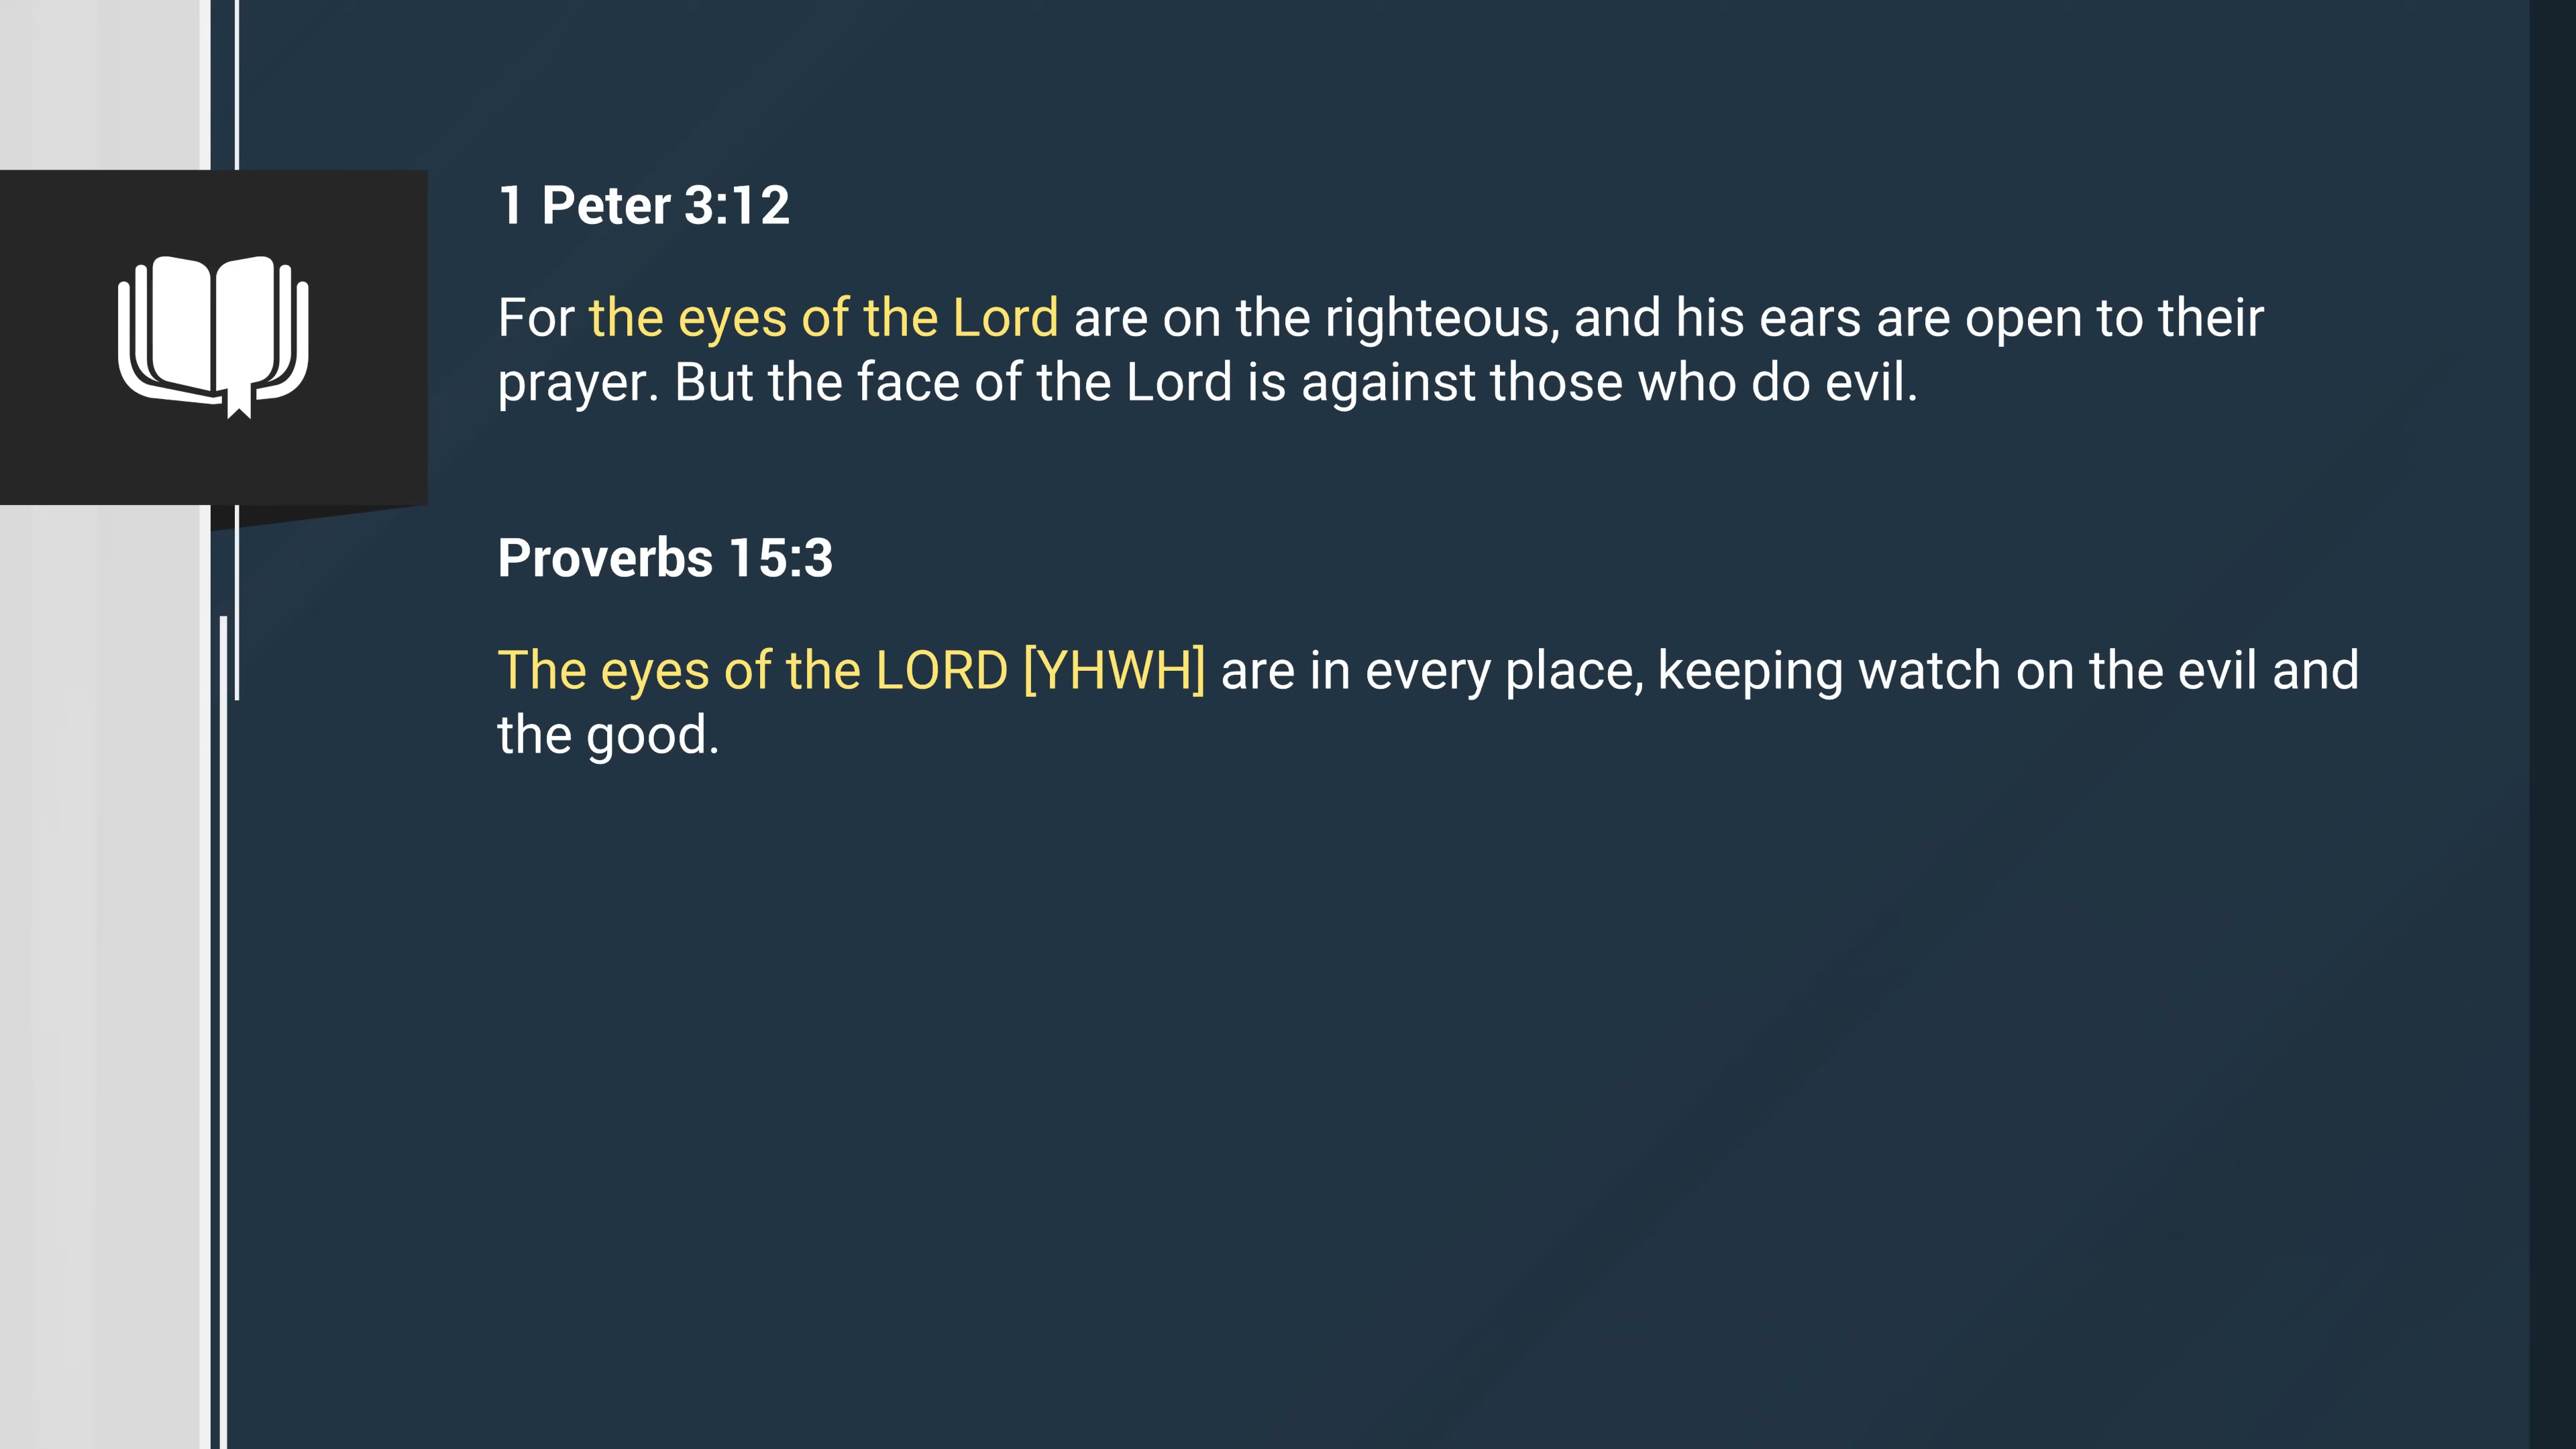 1 Peter 3:12
For the eyes of the Lord are on the righteous, and his ears are open to their
prayer. But the face of the Lord is against those who do evil.
Proverbs 15:3
The eyes of the LORD [YHWH] are in every place, keeping watch on the evil and
the good.